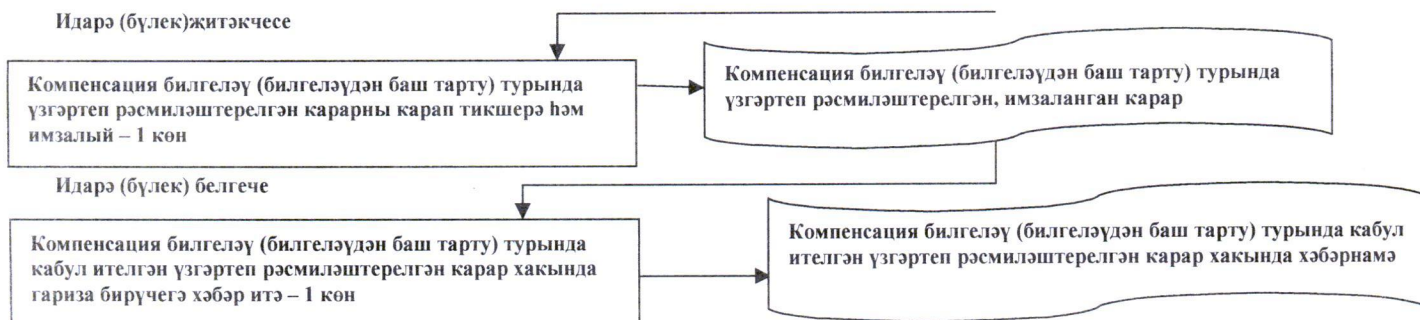 Идарә (бүлек)җитәкчесе
Компенсация билгеләү (билгеләүдән баш тарту) турында
үзгәртеп рәсмиләштерелгән карарны карап тикшерә һәм
имзалый – 1 көн
Компенсация билгеләү (билгеләүдән баш тарту) турында
үзгәртеп рәсмиләштерелгән, имзаланган карар
Идарә (бүлек) белгече
Компенсация билгеләү (билгеләүдән баш тарту) турында
кабул ителгән үзгәртеп рәсмиләштерелгән карар хакында
гариза бирүчегә хәбәр итә – 1 көн
Компенсация билгеләү (билгеләүдән баш тарту) турында кабул
ителгән үзгәртеп рәсмиләштерелгән карар хакында хәбәрнамә